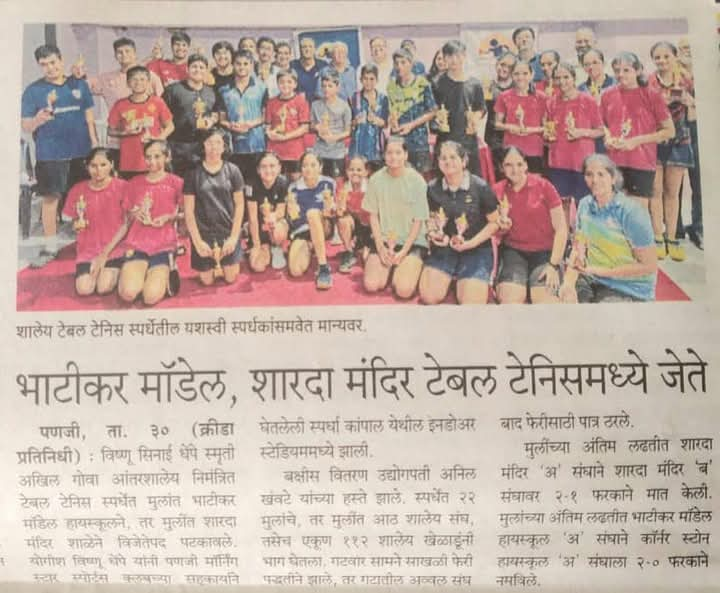 शालेय टेबल टेनिस स्पर्धेतील यशस्वी स्पर्धकांसमवेत मान्यवर.
भाटीकर मॉडेल, शारदा मंदिर टेबल टेनिसमध्ये जेते
पणजी, ता. ३० (क्रीडा
प्रतिनिधी) : विष्णू सिनाई धेंपे स्मृती
अखिल गोवा आंतरशालेय निमंत्रित
टेबल टेनिस स्पर्धेत मुलांत भाटीकर
मॉडेल हायस्कूलने, तर मुलींत शारदा
मंदिर शाळेने विजेतेपद पटकावले.
योगीश विष्णू धेंपे यांनी पणजी मॉर्निंग
स्टार स्पोर्टस क्लबच्या सहकार्याने
घेतलेली स्पर्धा कांपाल येथील इनडोअर
स्टेडियममध्ये झाली.
बक्षीस वितरण उद्योगपती अनिल
खंवटे यांच्या हस्ते झाले. स्पर्धेत २२
मुलांचे, तर मुलींत आठ शालेय संघ,
तसेच एकूण ११२ शालेय खेळाडूंनी
भाग घेतला. गटवार सामने साखळी फेरी
पद्धतीने झाले, तर गटातील अव्वल संघ
बाद फेरीसाठी पात्र ठरले.
मुलींच्या अंतिम लढतीत शारदा
मंदिर 'अ' संघाने शारदा मंदिर 'ब'
संघावर २-१ फरकाने मात केली.
मुलांच्या अंतिम लढतीत भाटीकर मॉडेल
हायस्कूल 'अ' संघाने कॉर्नर स्टोन
हायस्कूल 'अ' संघाला २-० फरकाने
नमविले.